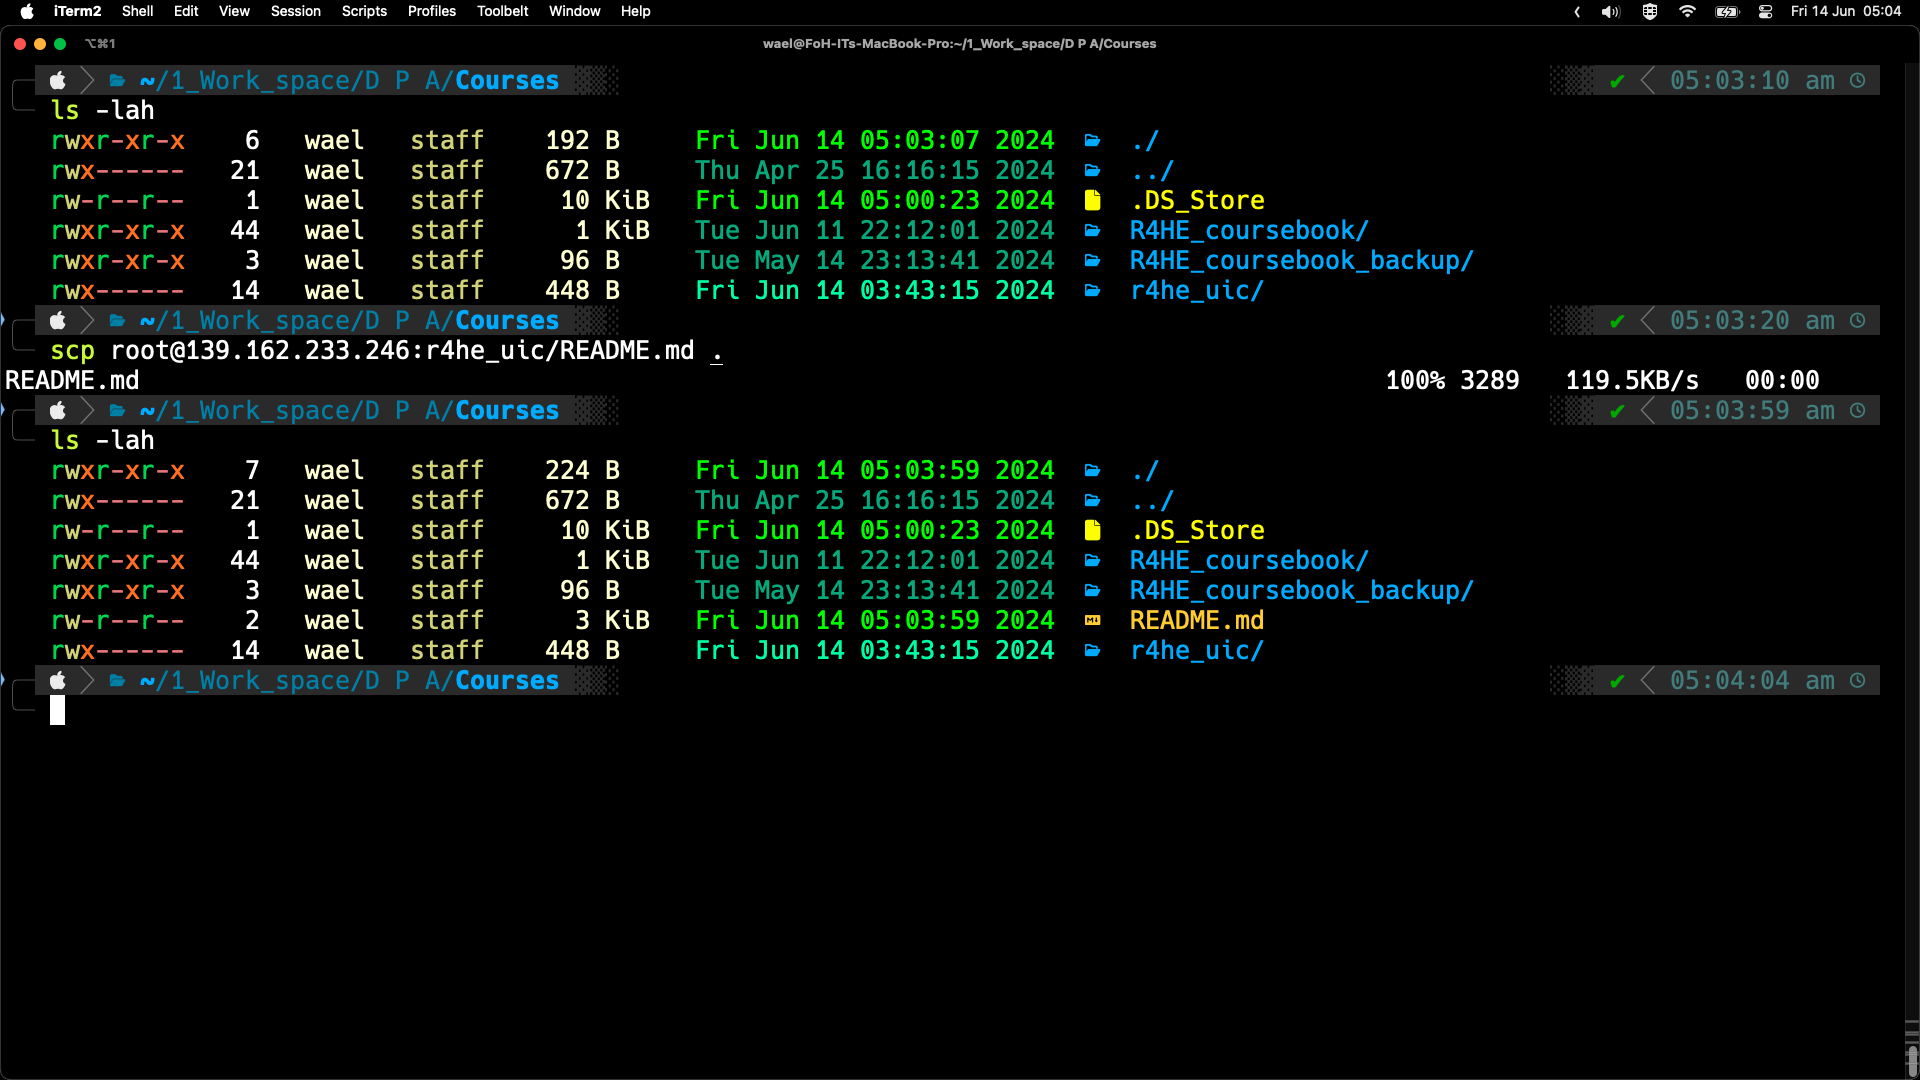 iTerm2 Shell Edit View Session Scripts Profiles Toolbelt Window Help Fri 14 Jun 05:04
⌥⌘1 wael@FoH-ITs-MacBook-Pro:~/1_Work_space/D P A/Courses
~/1_Work_space/D P A/Courses ✔ 05:03:10 am
ls -lah
rwxr-xr-x 6 wael staff 192 B Fri Jun 14 05:03:07 2024 ./
rwx------ 21 wael staff 672 B Thu Apr 25 16:16:15 2024 ../
rw-r--r-- 1 wael staff 10 KiB Fri Jun 14 05:00:23 2024 .DS_Store
rwxr-xr-x 44 wael staff 1 KiB Tue Jun 11 22:12:01 2024 R4HE_coursebook/
rwxr-xr-x 3 wael staff 96 B Tue May 14 23:13:41 2024 R4HE_coursebook_backup/
rwx------ 14 wael staff 448 B Fri Jun 14 03:43:15 2024 r4he_uic/
~/1_Work_space/D P A/Courses ✔ 05:03:20 am
scp root@139.162.233.246:r4he_uic/README.md .
README.md 100% 3289 119.5KB/s 00:00
~/1_Work_space/D P A/Courses ✔ 05:03:59 am
ls -lah
rwxr-xr-x 7 wael staff 224 B Fri Jun 14 05:03:59 2024 ./
rwx------ 21 wael staff 672 B Thu Apr 25 16:16:15 2024 ../
rw-r--r-- 1 wael staff 10 KiB Fri Jun 14 05:00:23 2024 .DS_Store
rwxr-xr-x 44 wael staff 1 KiB Tue Jun 11 22:12:01 2024 R4HE_coursebook/
rwxr-xr-x 3 wael staff 96 B Tue May 14 23:13:41 2024 R4HE_coursebook_backup/
rw-r--r-- 2 wael staff 3 KiB Fri Jun 14 05:03:59 2024 README.md
rwx------ 14 wael staff 448 B Fri Jun 14 03:43:15 2024 r4he_uic/
~/1_Work_space/D P A/Courses ✔ 05:04:04 am